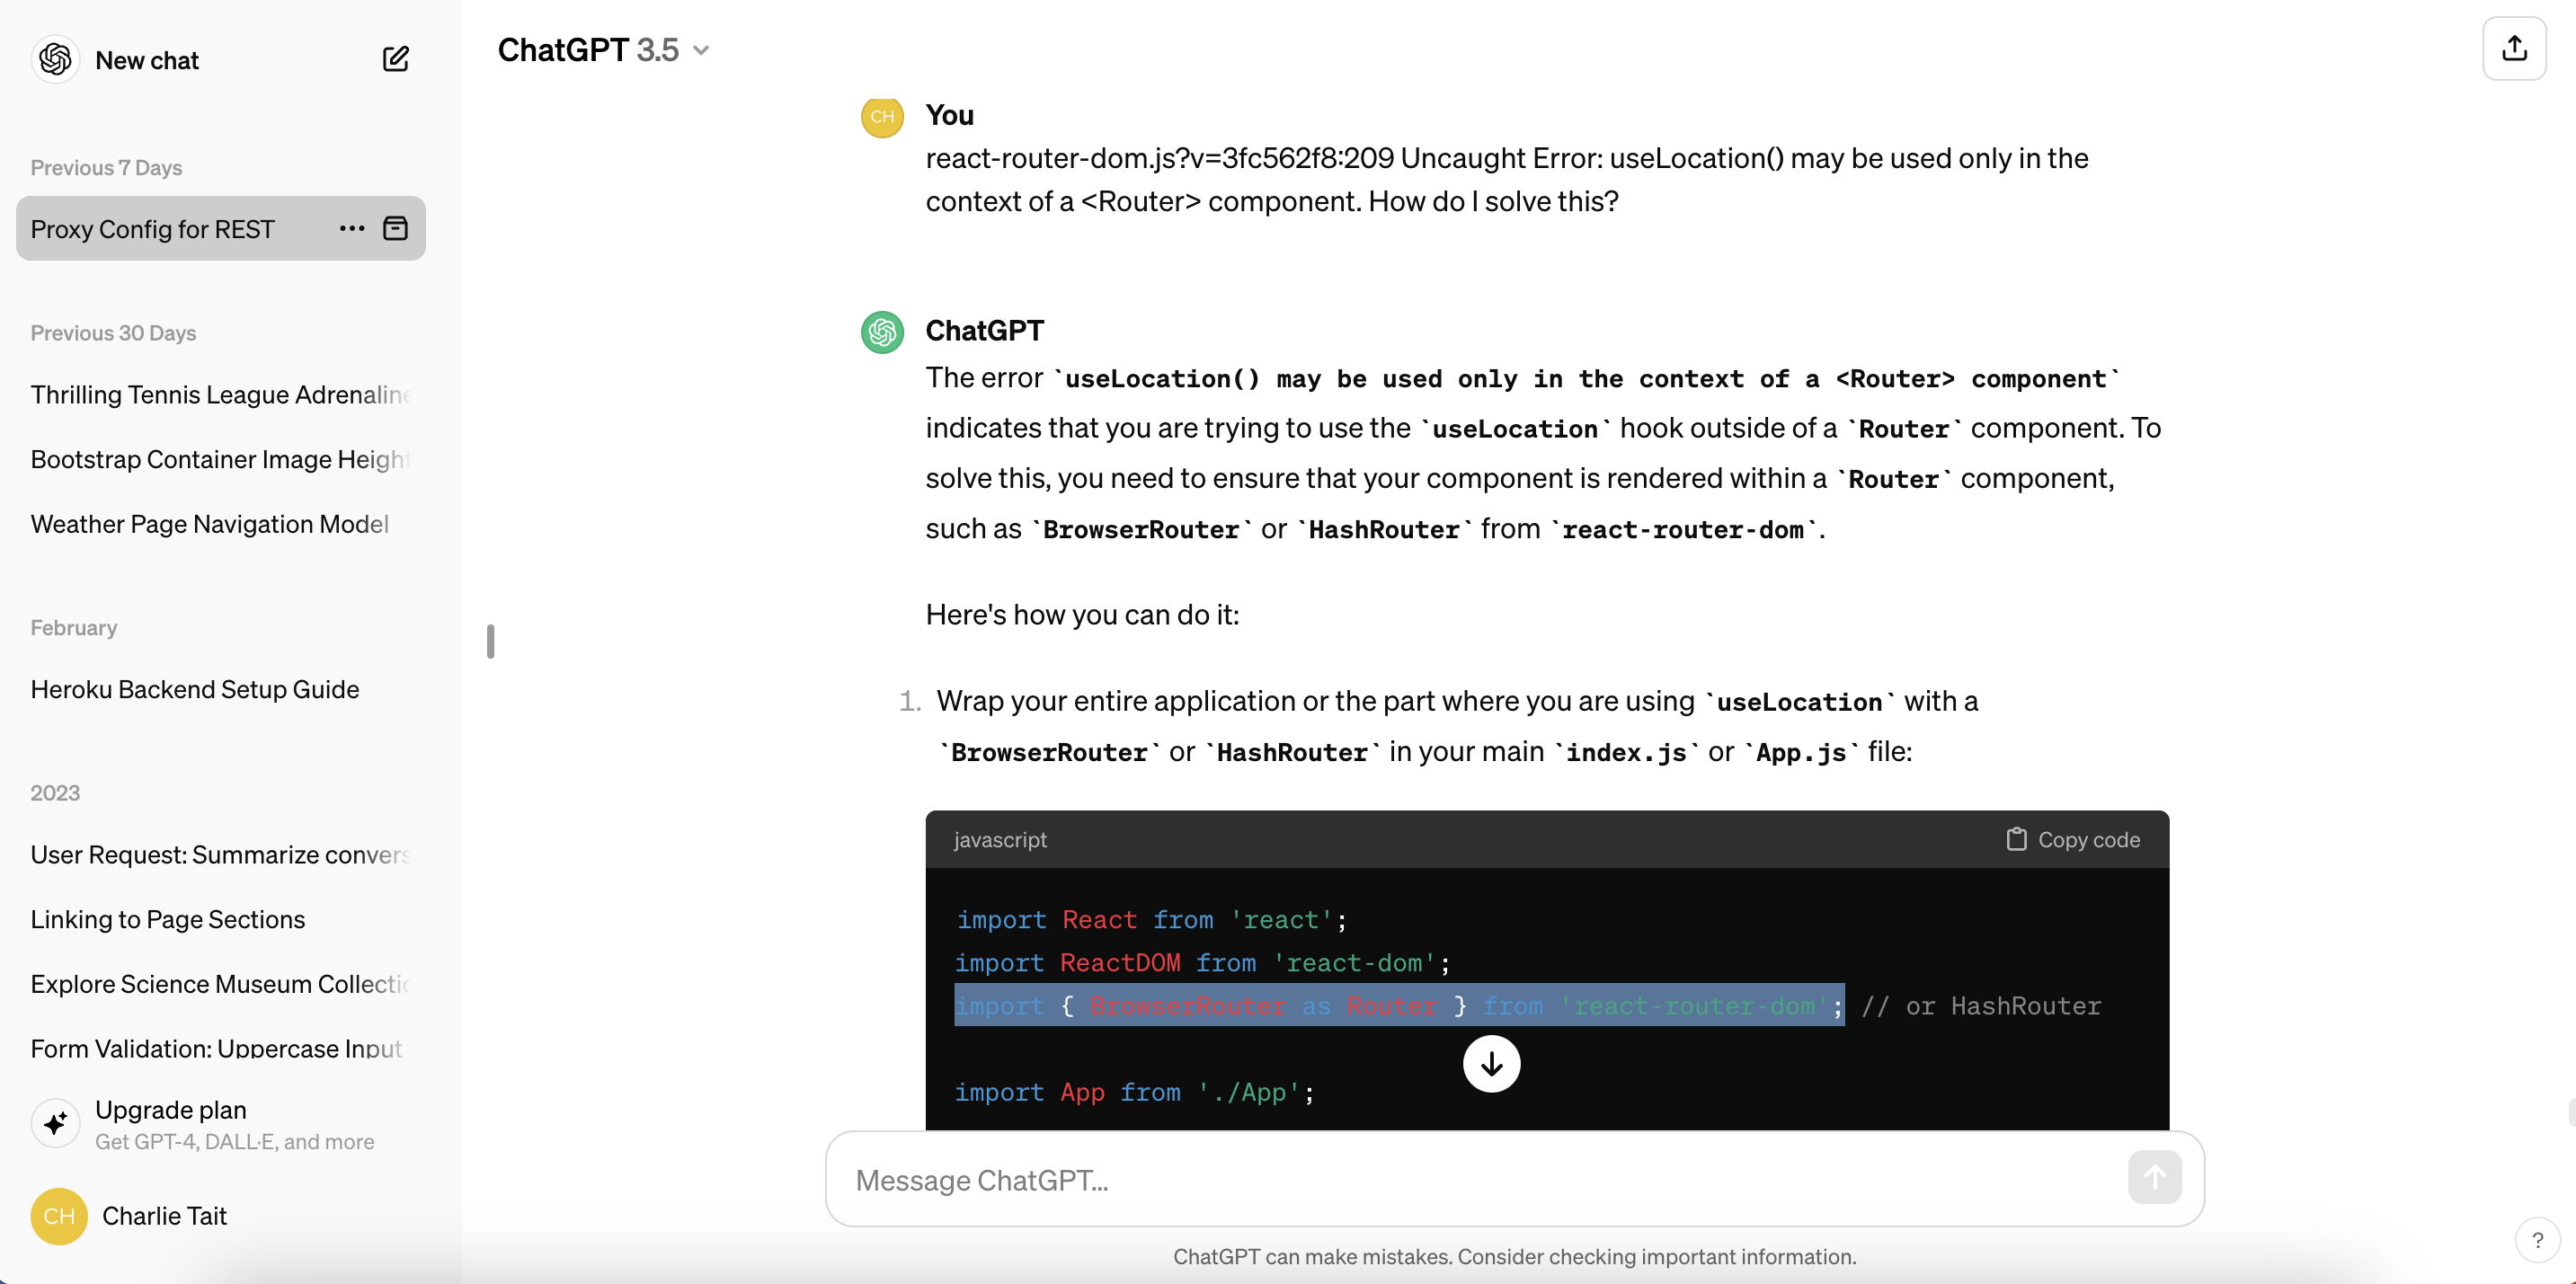 New chat
Previous 7 Days
Proxy Config for REST
Previous 30 Days
Thrilling Tennis League Adrenaline
Bootstrap Container Image Height
Weather Page Navigation Model
February
Heroku Backend Setup Guide
2023
User Request: Summarize convers
Linking to Page Sections
Explore Science Museum Collectic
Form Validation: Uppercase Input
Upgrade plan
Get GPT-4, DALL·E, and more
CH Charlie Tait
ChatGPT 3.5
CH You
react-router-dom.js?v=3fc562f8:209 Uncaught Error: useLocation() may be used only in the
context of a <Router> component. How do I solve this?
ChatGPT
The error `useLocation() may be used only in the context of a <Router> component`
indicates that you are trying to use the `useLocation` hook outside of a `Router` component. To
solve this, you need to ensure that your component is rendered within a `Router` component,
such as `BrowserRouter` or `HashRouter` from `react-router-dom`.
Here's how you can do it:
1. Wrap your entire application or the part where you are using `useLocation` with a
`BrowserRouter` or `HashRouter` in your main `index.js` or `App.js` file:
javascript Copy code
import React from 'react';
import ReactDOM from 'react-dom';
import { BrowserRouter as Router } from 'react-router-dom'; // or HashRouter
import App from './App';
Message ChatGPT...
ChatGPT can make mistakes. Consider checking important information.
?